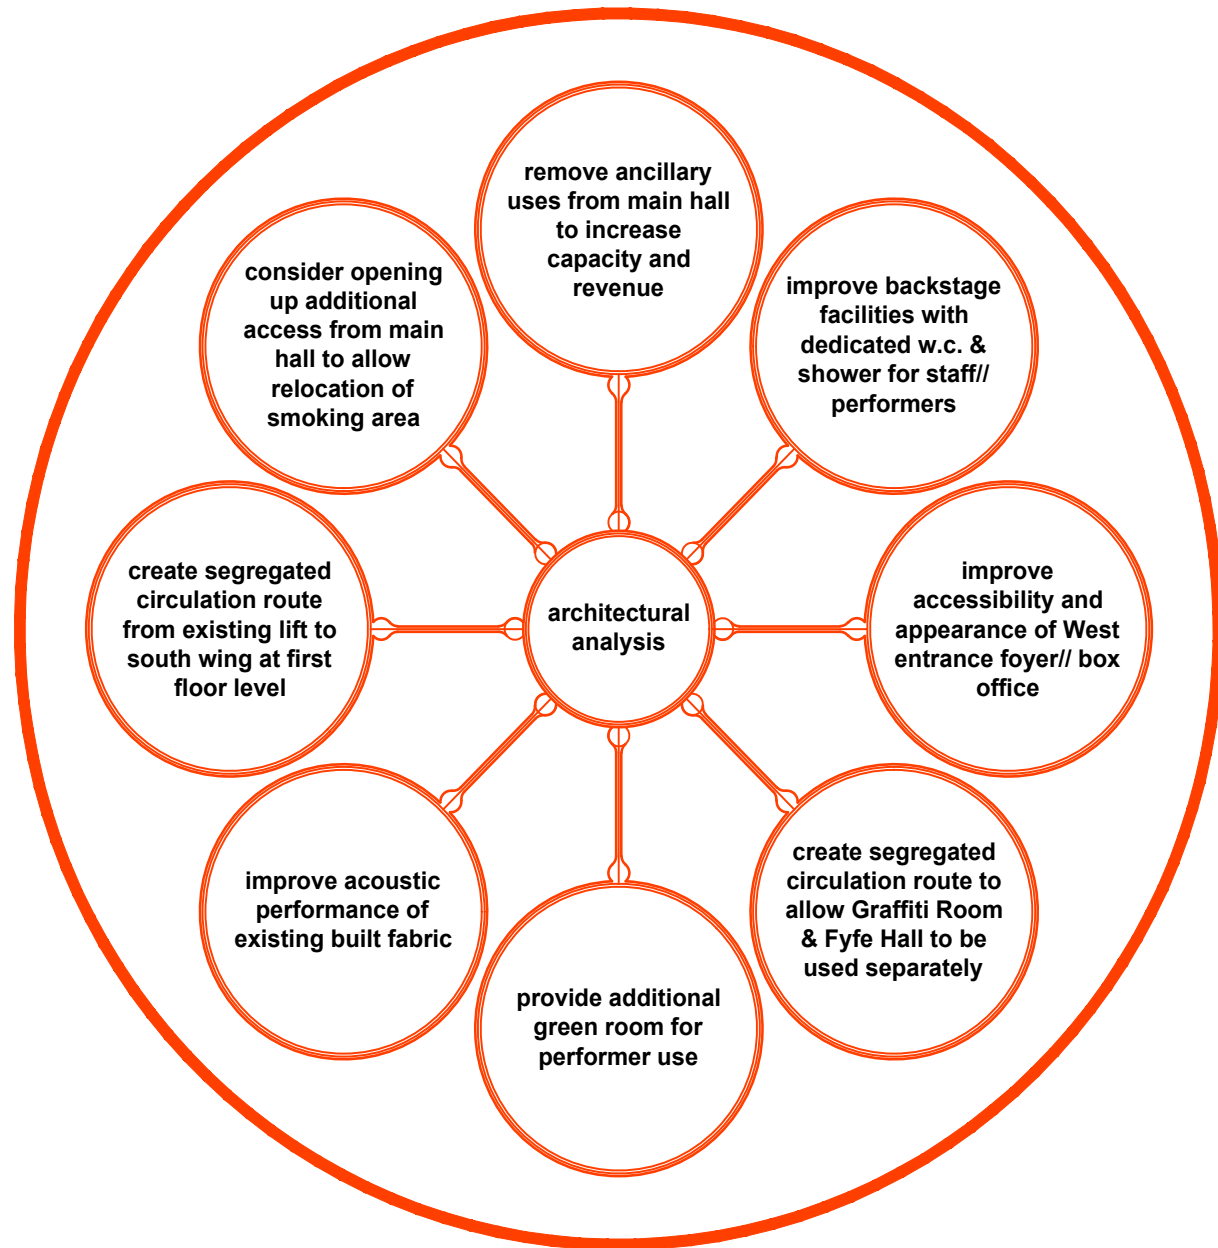 remove ancillary
uses from main hall
to increase
capacity and
revenue
consider opening
up additional
access from main
hall to allow
relocation of
smoking area
improve backstage
facilities with
dedicated w.c. &
shower for staff//
performers
create segregated
circulation route
from existing lift to
south wing at first
floor level
architectural
analysis
improve
accessibility and
appearance of West
entrance foyer// box
office
improve acoustic
performance of
existing built fabric
create segregated
circulation route to
allow Graffiti Room
& Fyfe Hall to be
used separately
provide additional
green room for
performer use